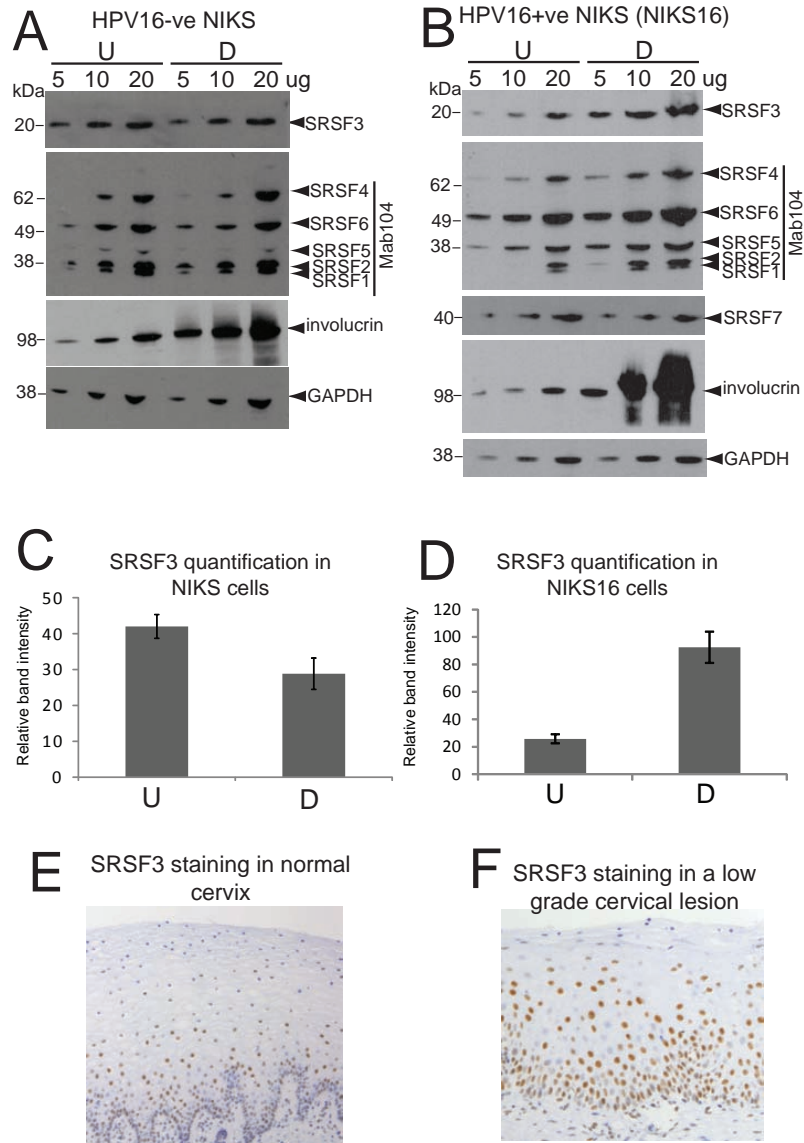 A
HPV16-ve NIKS
U D
5 10 20 5 10 20 ug
kDa
20 SRSF3
62 SRSF4
SRSF6
49
SRSF5
38 SRSF2
SRSF1
Mab104
involucrin
98
38 GAPDH
B
HPV16+ve NIKS (NIKS16)
U D
5 10 20 5 10 20 ug
kDa
20 SRSF3
SRSF4
62
49 SRSF6
38 SRSF5
SRSF2
SRSF1
Mab104
40 SRSF7
98 involucrin
38 GAPDH
C
SRSF3 quantification in
NIKS cells
Relative band intensity
50
40
30
20
10
0
U D
D
SRSF3 quantification in
NIKS16 cells
Relative band intensity
120
100
80
60
40
20
0
U D
E
SRSF3 staining in normal
cervix
F
SRSF3 staining in a low
grade cervical lesion